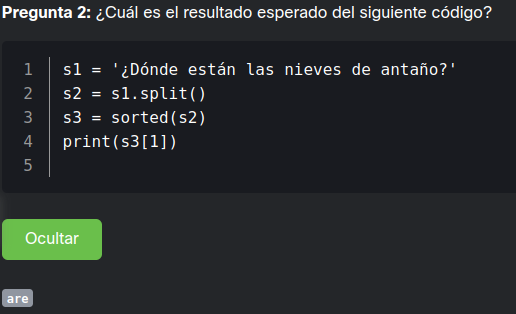 Pregunta 2: ¿Cuál es el resultado esperado del siguiente código?
1 s1 = '¿Dónde están las nieves de antaño?'
2 s2 = s1.split()
3 s3 = sorted(s2)
4 print(s3[1])
5
Ocultar
are